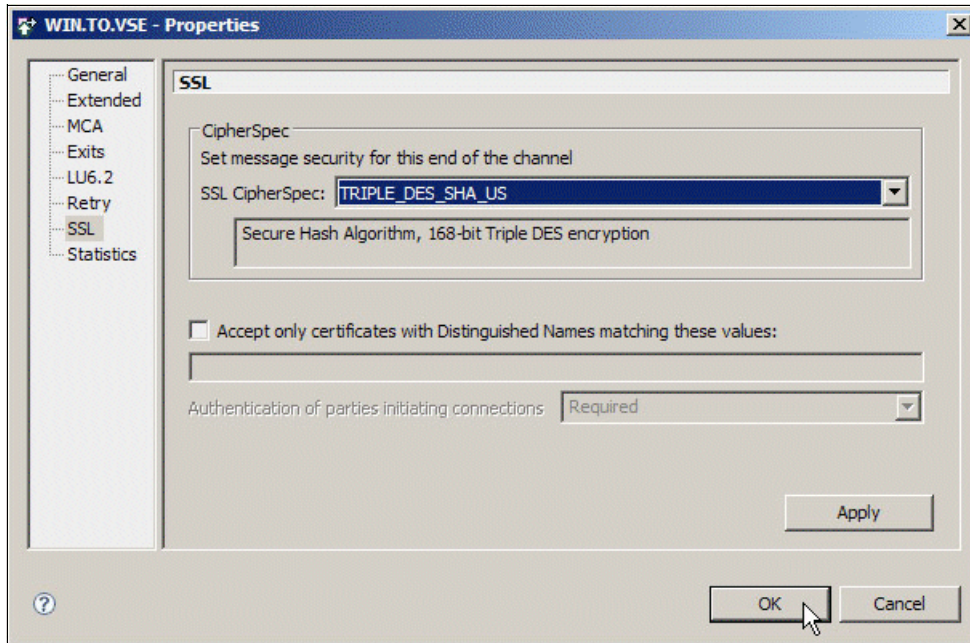 WIN.TO.VSE - Properties
General
Extended
MCA
Exits
LU6.2
Retry
SSL
Statistics
SSL
CipherSpec
Set message security for this end of the channel
SSL CipherSpec: TRIPLE_DES_SHA_US
Secure Hash Algorithm, 168-bit Triple DES encryption
Accept only certificates with Distinguished Names matching these values:
Authentication of parties initiating connections Required
Apply
? OK Cancel